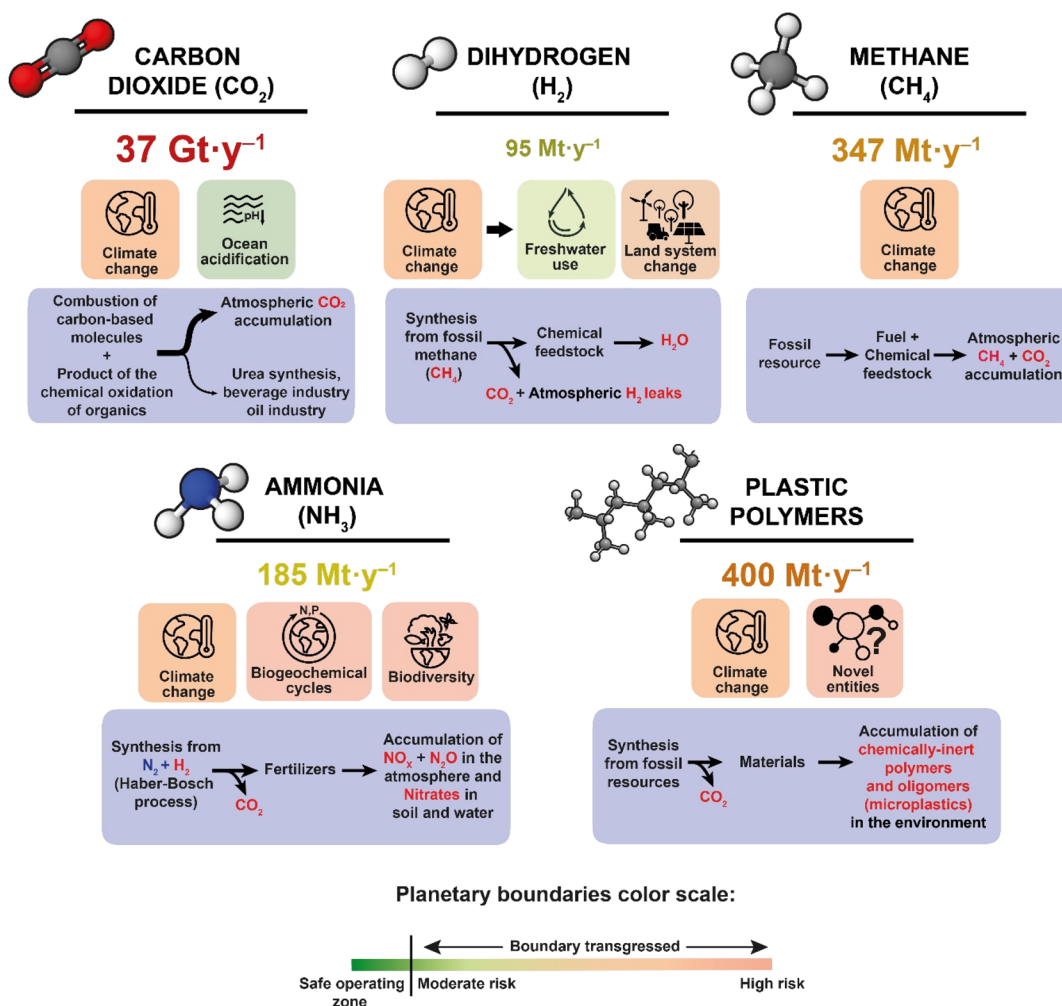 CARBON
DIOXIDE (CO₂)
37 Gt·y⁻¹
Climate
change
pH↓
Ocean
acidification
Combustion of
carbon-based
molecules
+
Product of the
chemical oxidation
of organics
Atmospheric CO₂
accumulation
Urea synthesis,
beverage industry
oil industry
DIHYDROGEN
(H₂)
95 Mt·y⁻¹
Climate
change
Freshwater
use
Land system
change
Synthesis
from fossil
methane
(CH₄)
Chemical
feedstock
H₂O
CO₂ + Atmospheric H₂ leaks
METHANE
(CH₄)
347 Mt·y⁻¹
Climate
change
Fossil
resource
Fuel +
Chemical
feedstock
Atmospheric
CH₄ + CO₂
accumulation
AMMONIA
(NH₃)
185 Mt·y⁻¹
Climate
change
N,P
Biogeochemical
cycles
Biodiversity
Synthesis from
N₂ + H₂
(Haber-Bosch
process)
CO₂
Fertilizers
Accumulation of
NOₓ + N₂O in the
atmosphere and
Nitrates in
soil and water
PLASTIC
POLYMERS
400 Mt·y⁻¹
Climate
change
?
Novel
entities
Synthesis
from fossil
resources
CO₂
Materials
Accumulation of
chemically-inert
polymers
and oligomers
(microplastics)
in the environment
Planetary boundaries color scale:
Boundary transgressed
Safe operating
zone
Moderate risk
High risk